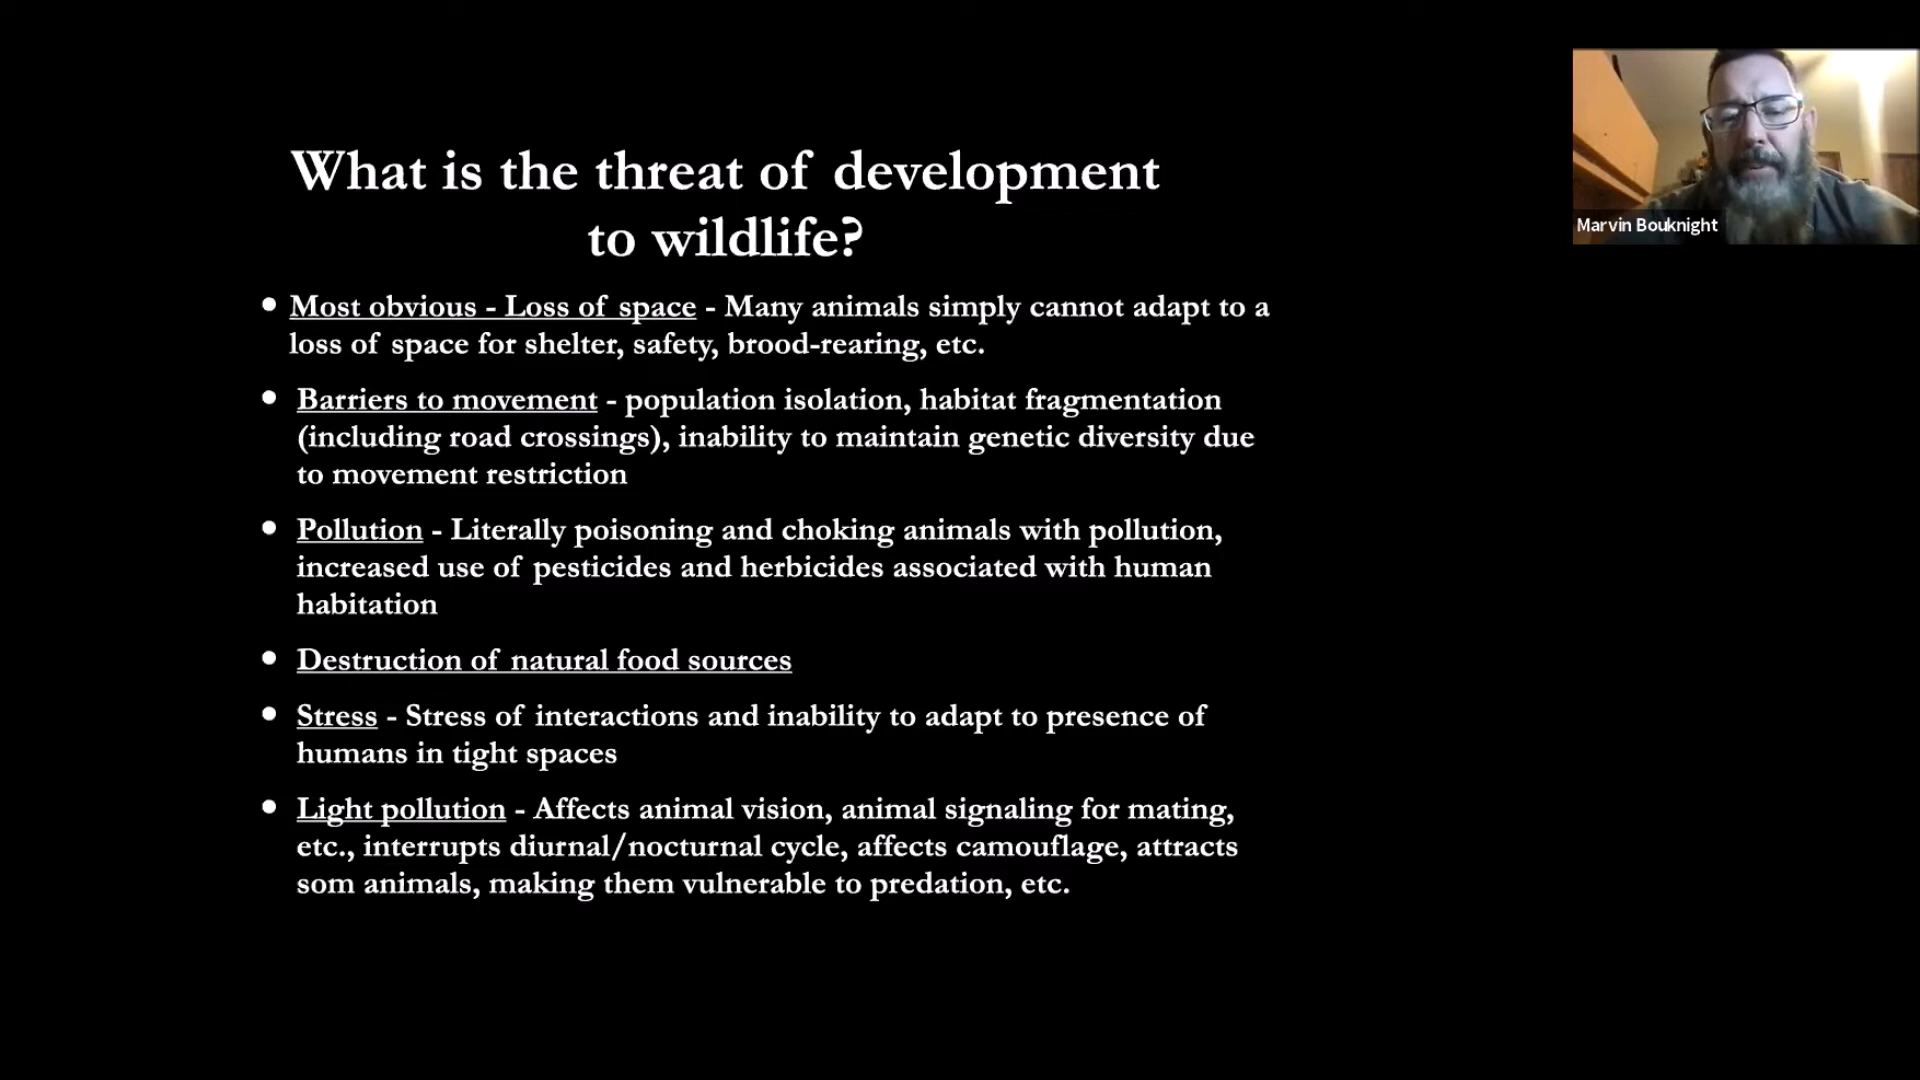 What is the threat of development
to wildlife?
• Most obvious - Loss of space - Many animals simply cannot adapt to a
loss of space for shelter, safety, brood-rearing, etc.
• Barriers to movement - population isolation, habitat fragmentation
(including road crossings), inability to maintain genetic diversity due
to movement restriction
• Pollution - Literally poisoning and choking animals with pollution,
increased use of pesticides and herbicides associated with human
habitation
• Destruction of natural food sources
• Stress - Stress of interactions and inability to adapt to presence of
humans in tight spaces
• Light pollution - Affects animal vision, animal signaling for mating,
etc., interrupts diurnal/nocturnal cycle, affects camouflage, attracts
som animals, making them vulnerable to predation, etc.
Marvin Bouknight